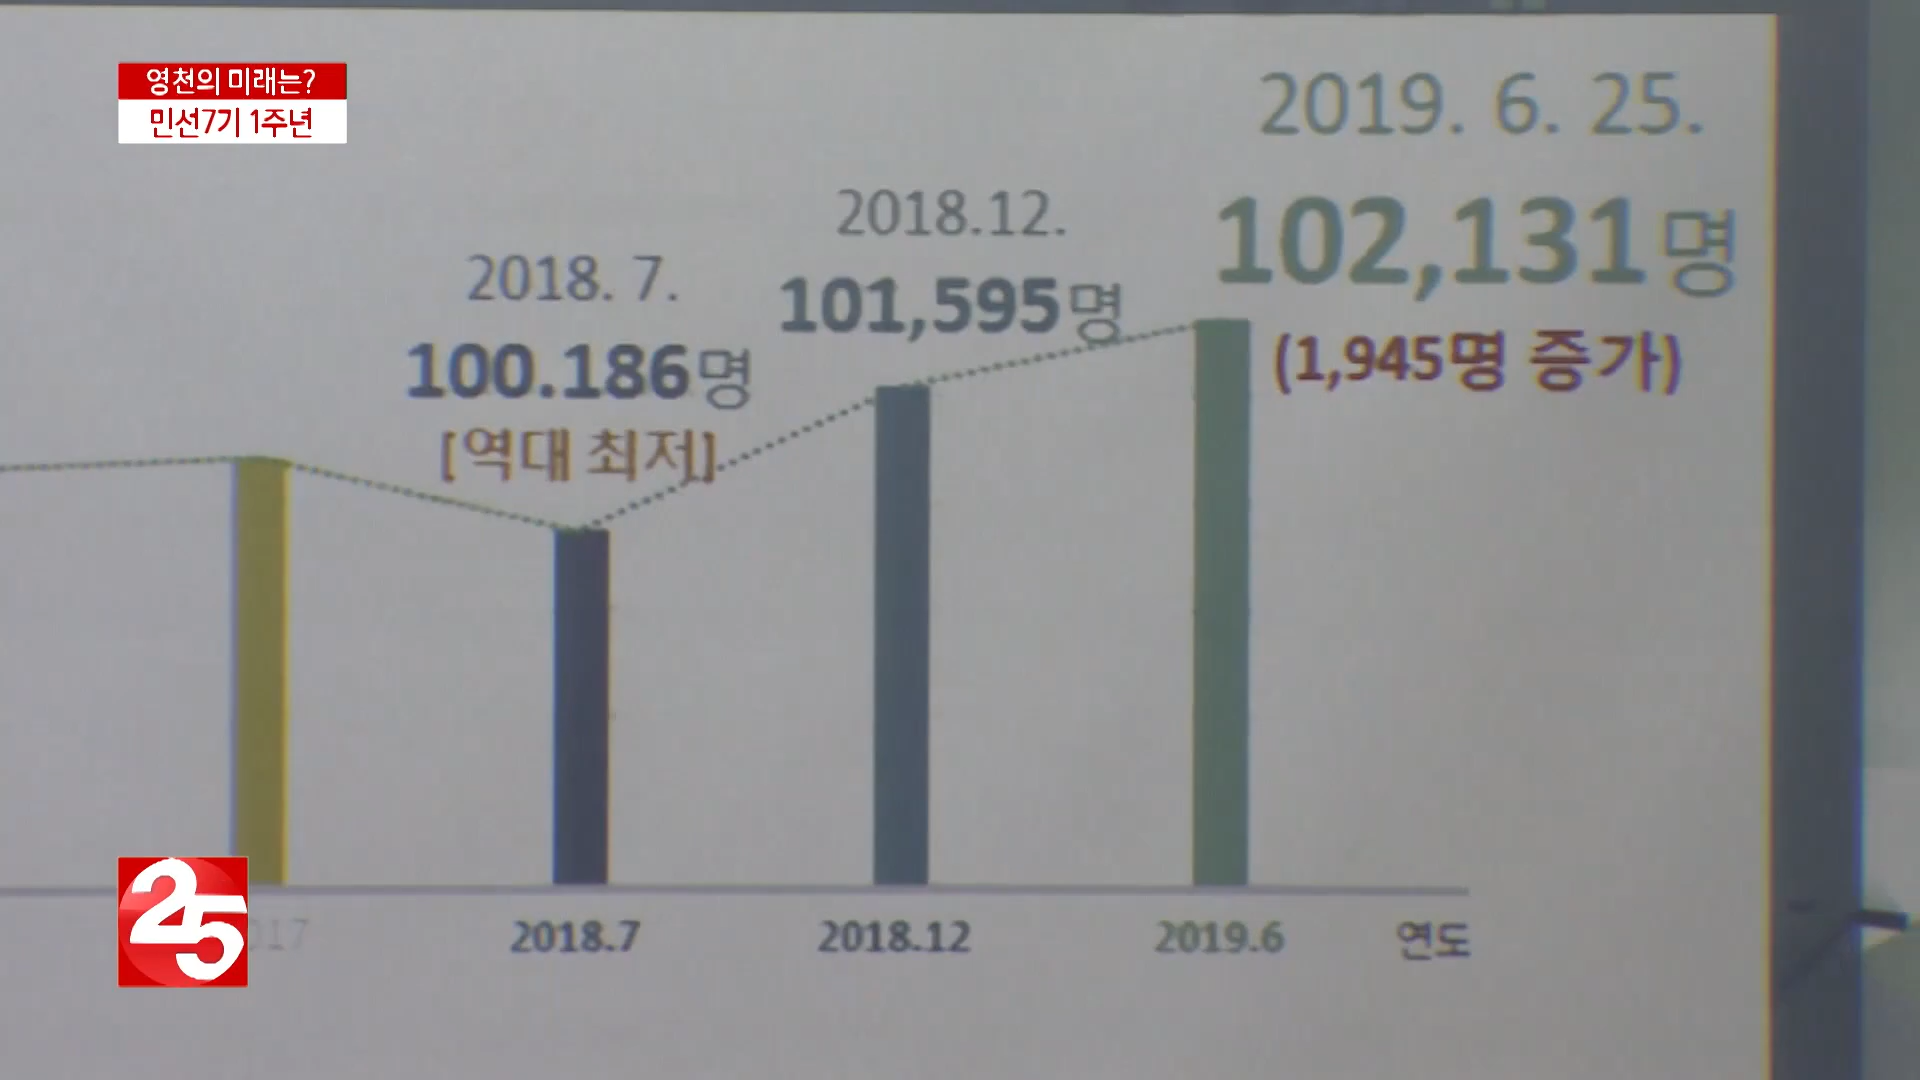 영천의 미래는?
민선7기 1주년
2019. 6. 25.
102,131명
(1,945명 증가)
2018.12.
101,595명
2018. 7.
100.186명
[역대 최저]
25
017 2018.7 2018.12 2019.6 연도